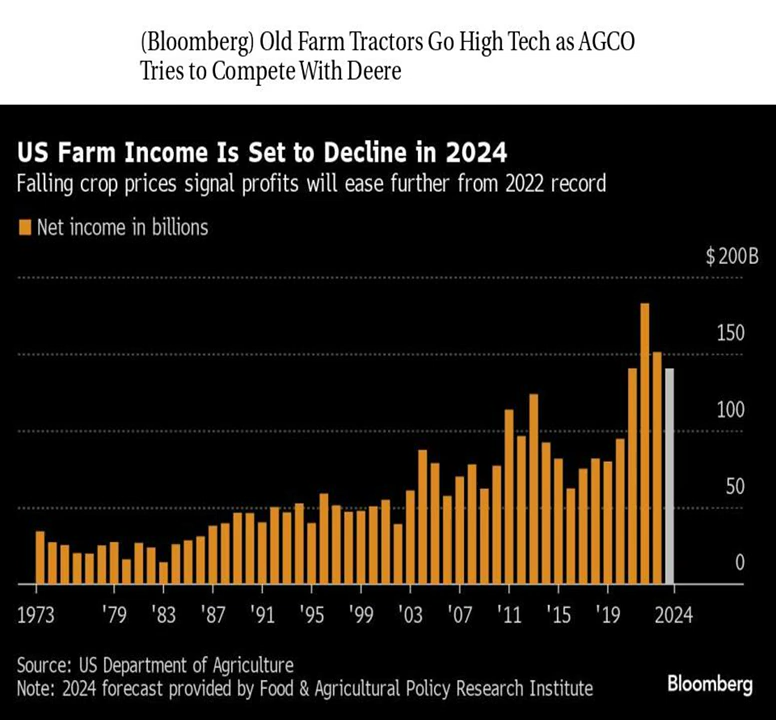 (Bloomberg) Old Farm Tractors Go High Tech as AGCO
Tries to Compete With Deere
US Farm Income Is Set to Decline in 2024
Falling crop prices signal profits will ease further from 2022 record
Net income in billions
$200B
150
100
50
0
1973 '79 '83 '87 '91 '95 '99 '03 '07 '11 '15 '19 2024
Source: US Department of Agriculture
Note: 2024 forecast provided by Food & Agricultural Policy Research Institute
Bloomberg